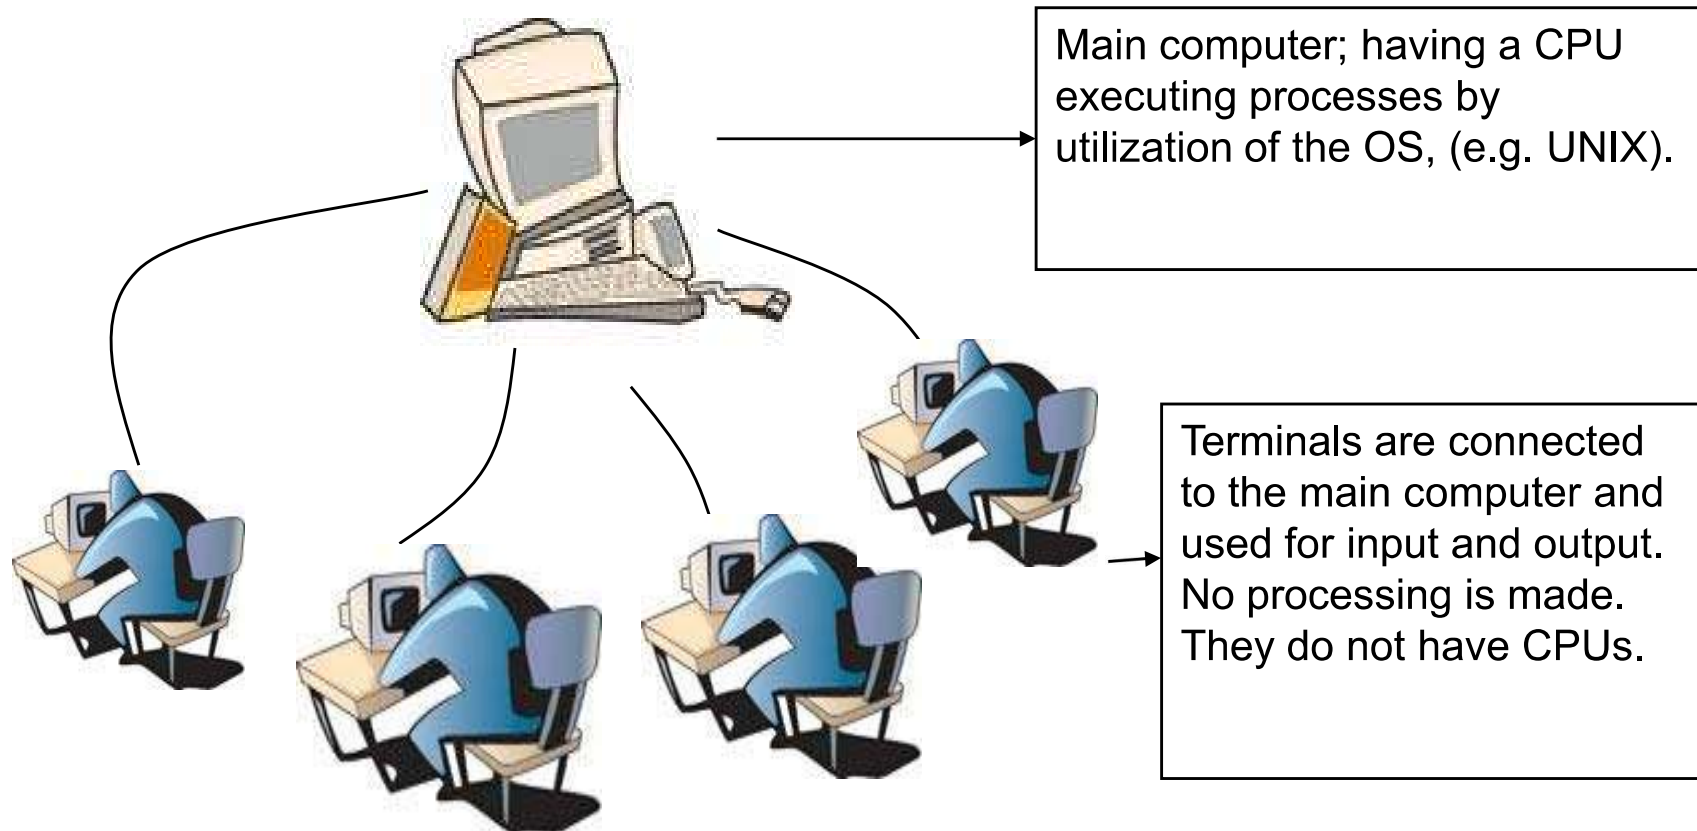 Main computer; having a CPU
executing processes by
utilization of the OS, (e.g. UNIX).
Terminals are connected
to the main computer and
used for input and output.
No processing is made.
They do not have CPUs.